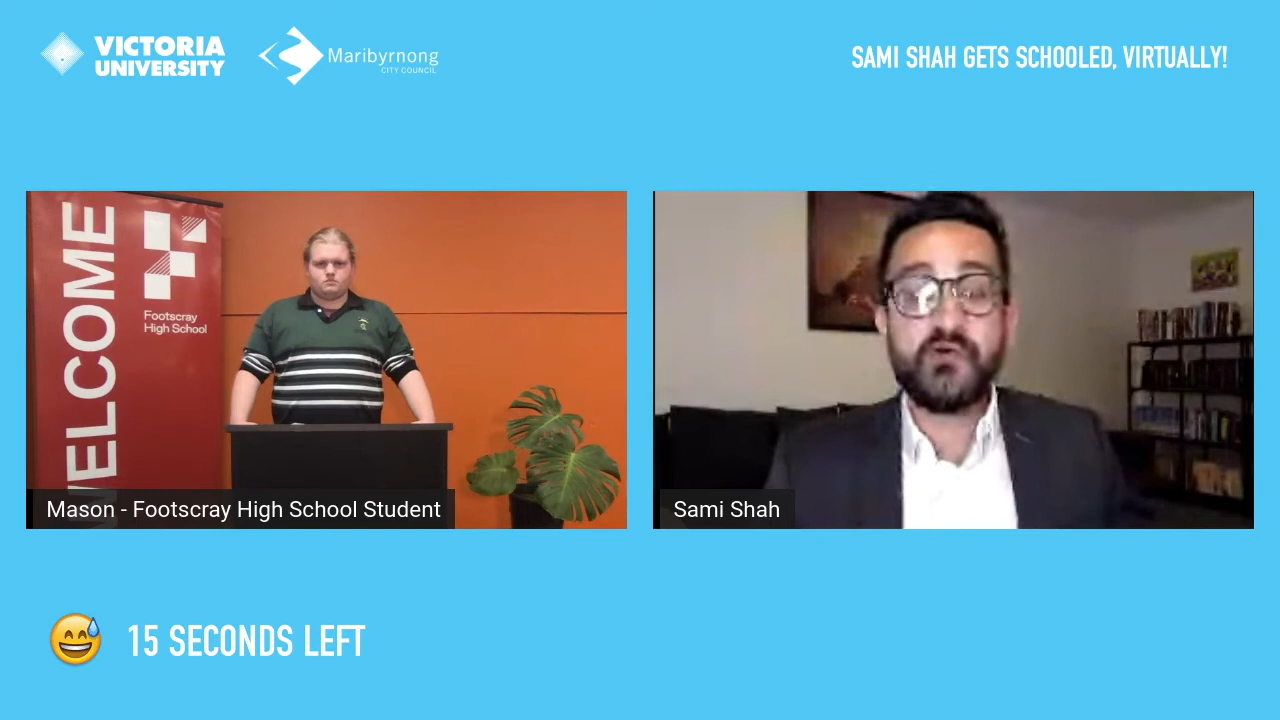 VICTORIA
UNIVERSITY
Maribyrnong
CITY COUNCIL
SAMI SHAH GETS SCHOOLED, VIRTUALLY!
WELCOME
Footscray
High School
Mason - Footscray High School Student
Sami Shah
15 SECONDS LEFT